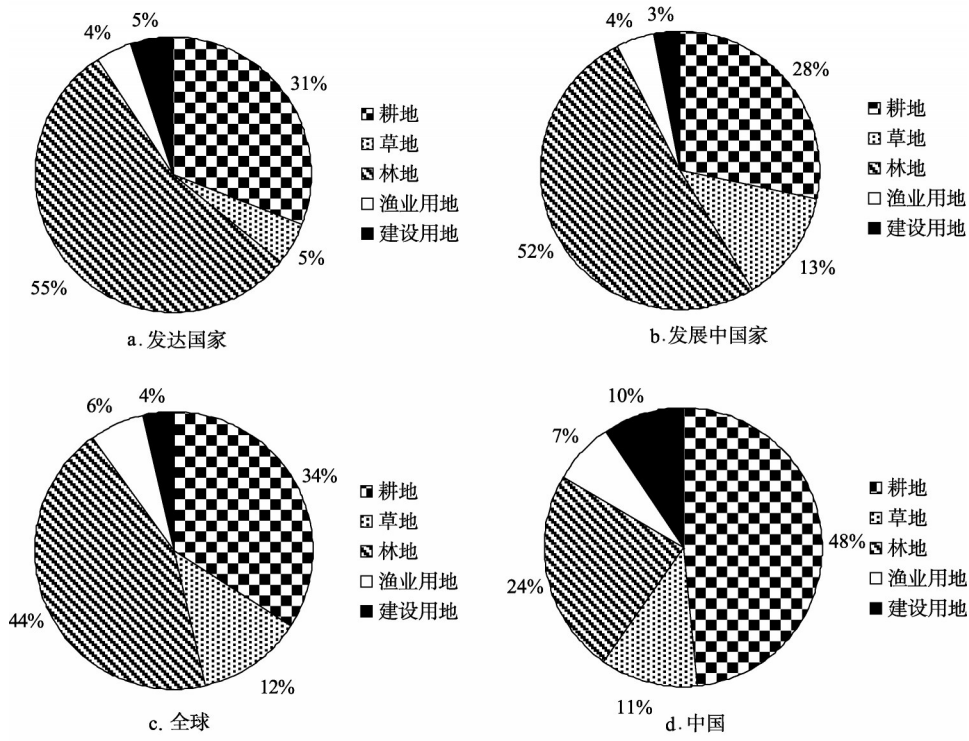 5%
4%
31%
耕地
草地
林地
渔业用地
建设用地
5%
55%
a.发达国家
3%
4%
28%
耕地
草地
林地
渔业用地
建设用地
52%
13%
b.发展中国家
4%
6%
34%
耕地
草地
林地
渔业用地
建设用地
44%
12%
c.全球
10%
7%
耕地
草地
林地
渔业用地
建设用地
48%
24%
11%
d.中国